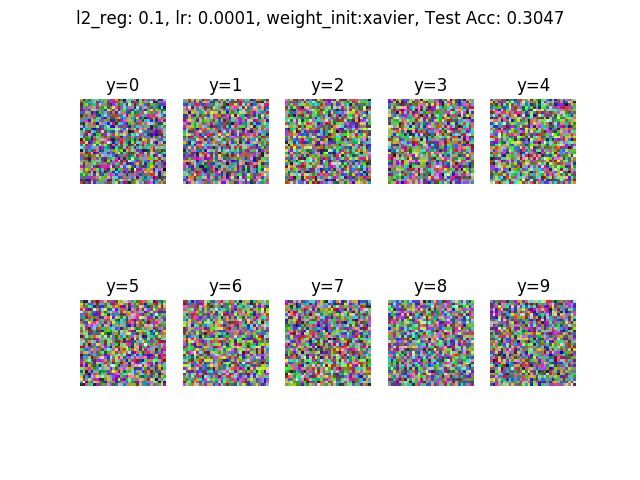 l2_reg: 0.1, lr: 0.0001, weight_init:xavier, Test Acc: 0.3047
y=0 y=1 y=2 y=3 y=4
y=5 y=6 y=7 y=8 y=9